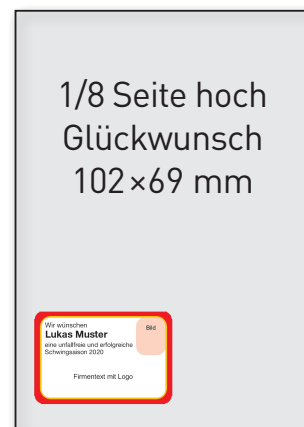 1/8 Seite hoch
Glückwunsch
102×69 mm
Wir wünschen
Lukas Muster
eine unfallfreie und erfolgreiche
Schwingsaison 2020
Bild
Firmentext mit Logo